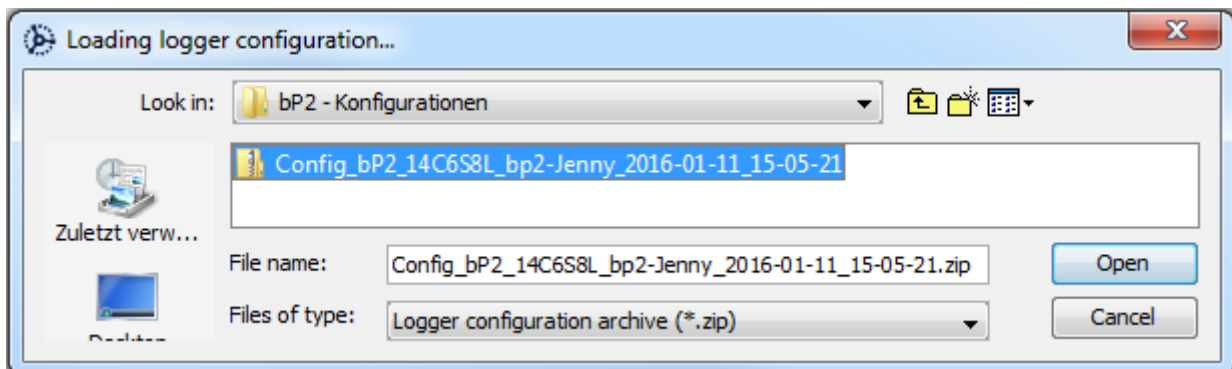 Loading logger configuration...
Look in: bP2 - Konfigurationen
Config_bP2_14C6S8L_bp2-Jenny_2016-01-11_15-05-21
Zuletzt verw...
File name: Config_bP2_14C6S8L_bp2-Jenny_2016-01-11_15-05-21.zip Open
Files of type: Logger configuration archive (*.zip) Cancel